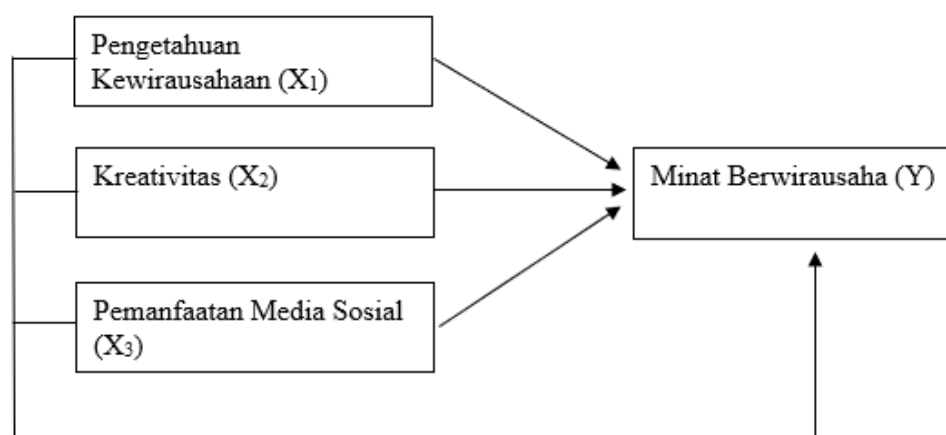 Pengetahuan
Kewirausahaan (X₁)
Kreativitas (X₂)
Minat Berwirausaha (Y)
Pemanfaatan Media Sosial
(X₃)